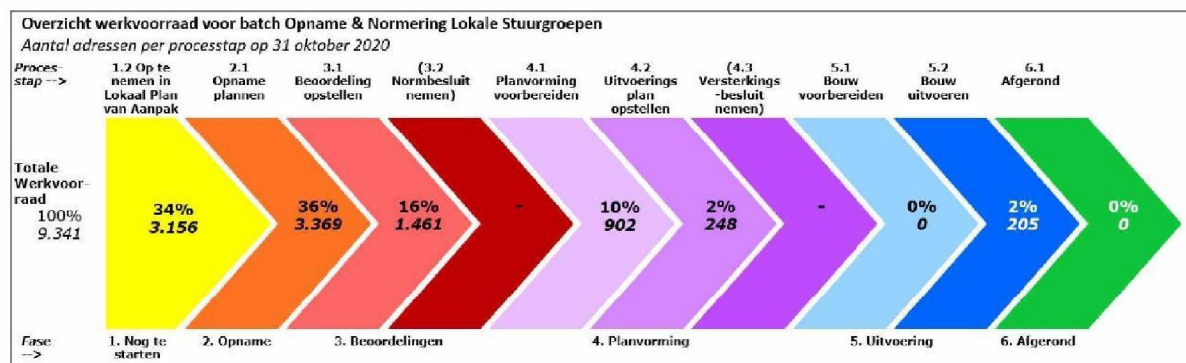 Overzicht werkvoorraad voor batch Opname & Normering Lokale Stuurgroepen
Aantal adressen per processtap op 31 oktober 2020
Proces-
stap -->
1.2 Op te
nemen in
Lokaal Plan
van Aanpak
2.1
Opname
plannen
3.1
Beoordeling
opstellen
(3.2
Normbesluit
nemen)
4.1
Planvorming
voorbereiden
4.2
Uitvoerings
plan
opstellen
(4.3
Versterkings
-besluit
nemen)
5.1
Bouw
voorbereiden
5.2
Bouw
uitvoeren
6.1
Afgerond
Totale
Werkvoor-
raad
100%
9.341
34%
3.156
36%
3.369
16%
1.461
-
10%
902
2%
248
-
0%
0
2%
205
0%
0
Fase
-->
1. Nog te
starten
2. Opname
3. Beoordelingen
4. Planvorming
5. Uitvoering
6. Afgerond